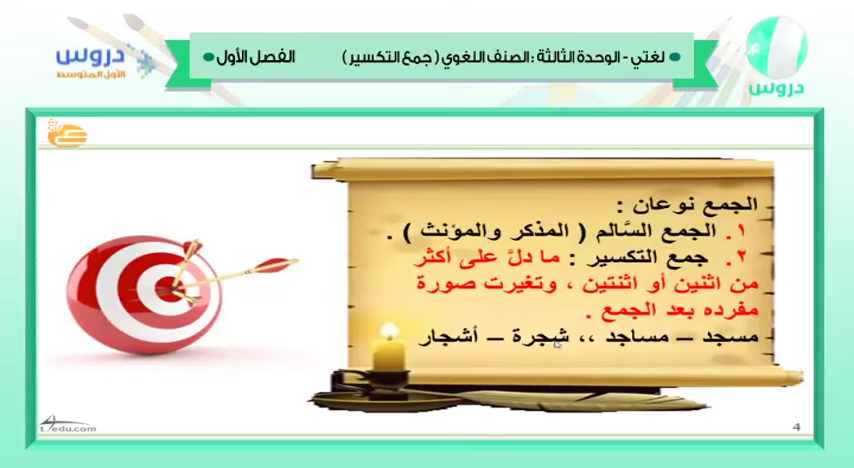 دروس
الأول المتوسط
لغتي - الوحدة الثالثة : الصنف اللغوي ( جمع التكسير )
الفصل الأول
دروس
الجمع نوعان :
١. الجمع السَّالم ( المذكر والمؤنث ) .
٢. جمع التكسير : ما دلَّ على أكثر
من اثنين أو اثنتين ، وتغيرت صورة
مفرده بعد الجمع .
مسجد – مساجد ،، شجرة – أشجار
t4edu.com
4